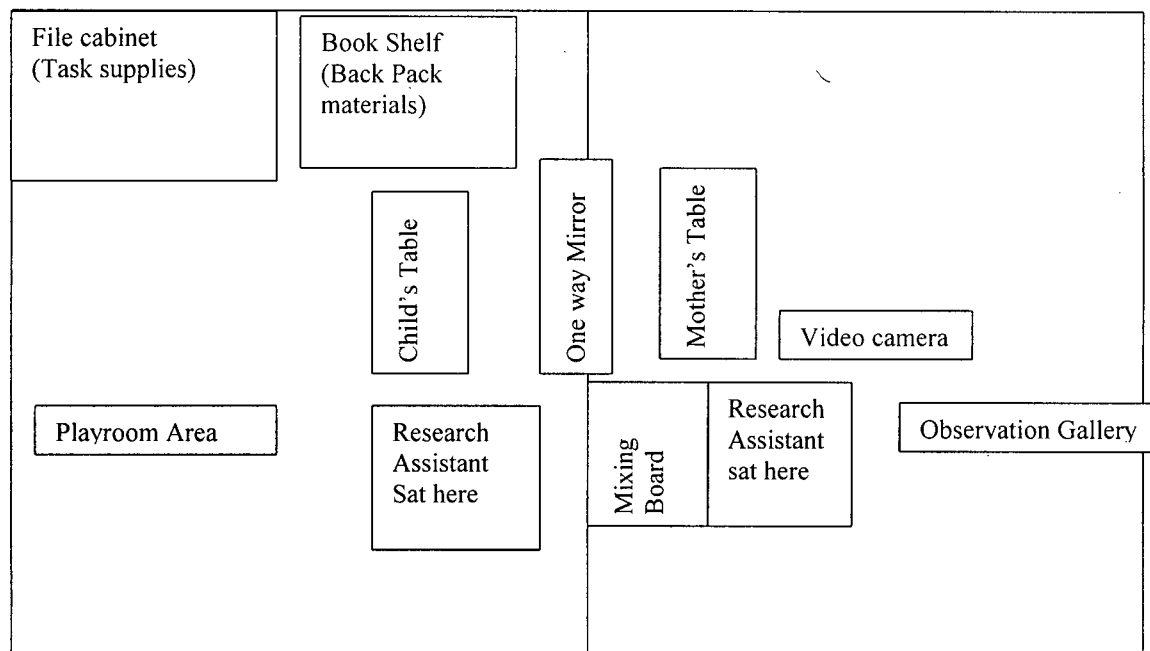 File cabinet
(Task supplies)
Book Shelf
(Back Pack
materials)
Child's Table
One way Mirror
Mother's Table
Video camera
Playroom Area
Research
Assistant
Sat here
Mixing
Board
Research
Assistant
sat here
Observation Gallery